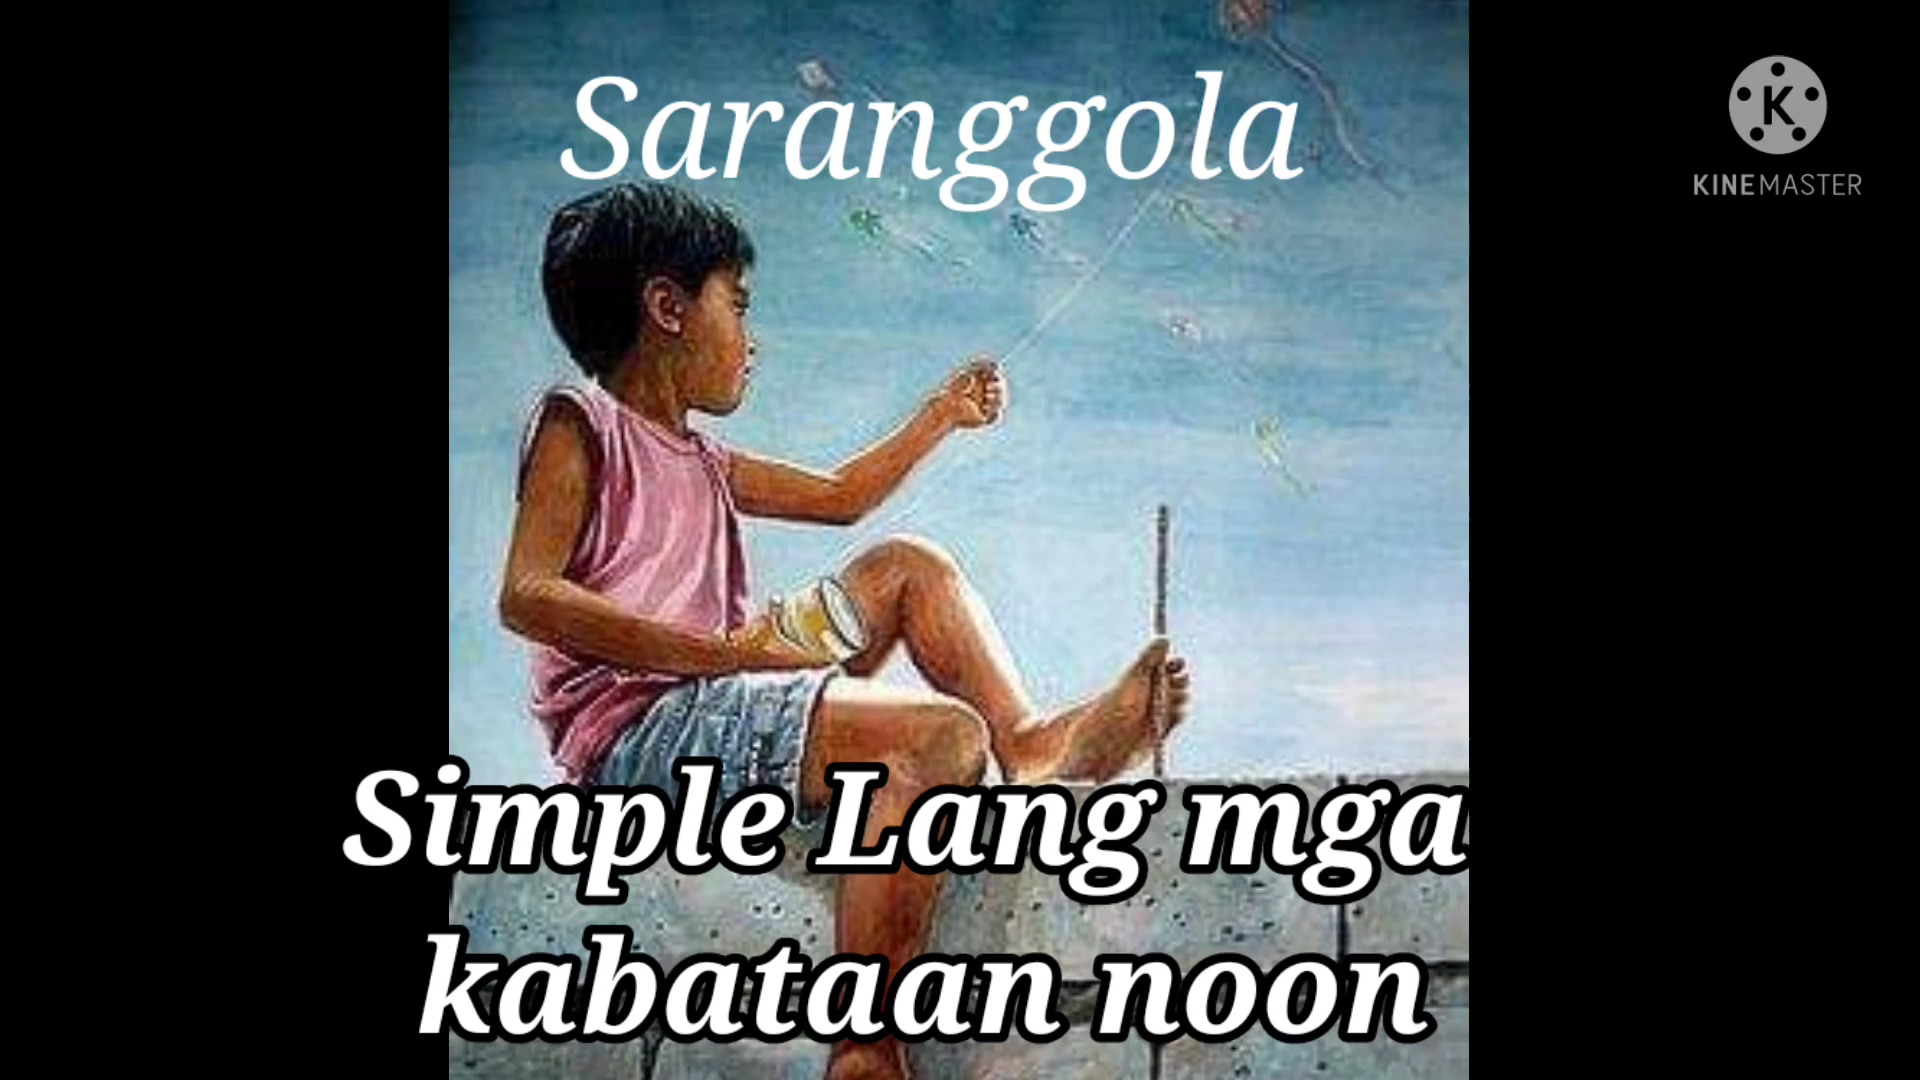 Saranggola
K
KINEMASTER
Simple Lang mga
kabataan noon